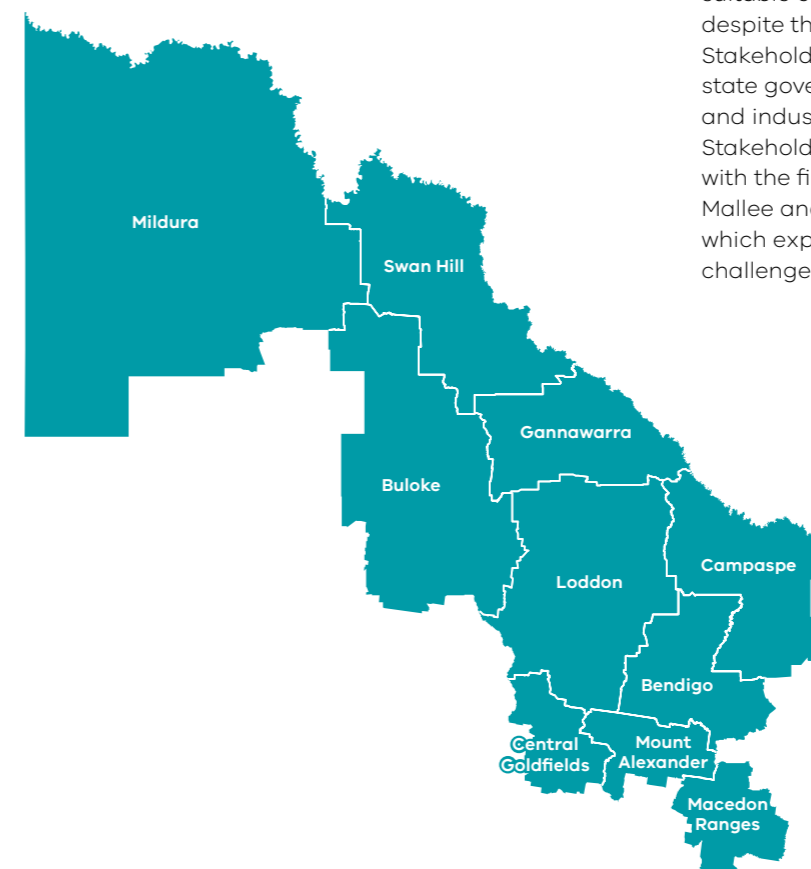 despite th
Stakehold
state gove
and indus
Stakehold
with the fi
Mallee an
which exp
challenge
Mildura
Swan Hill
Gannawarra
Buloke
Campaspe
Loddon
Bendigo
Central
Goldfields
Mount
Alexander
Macedon
Ranges